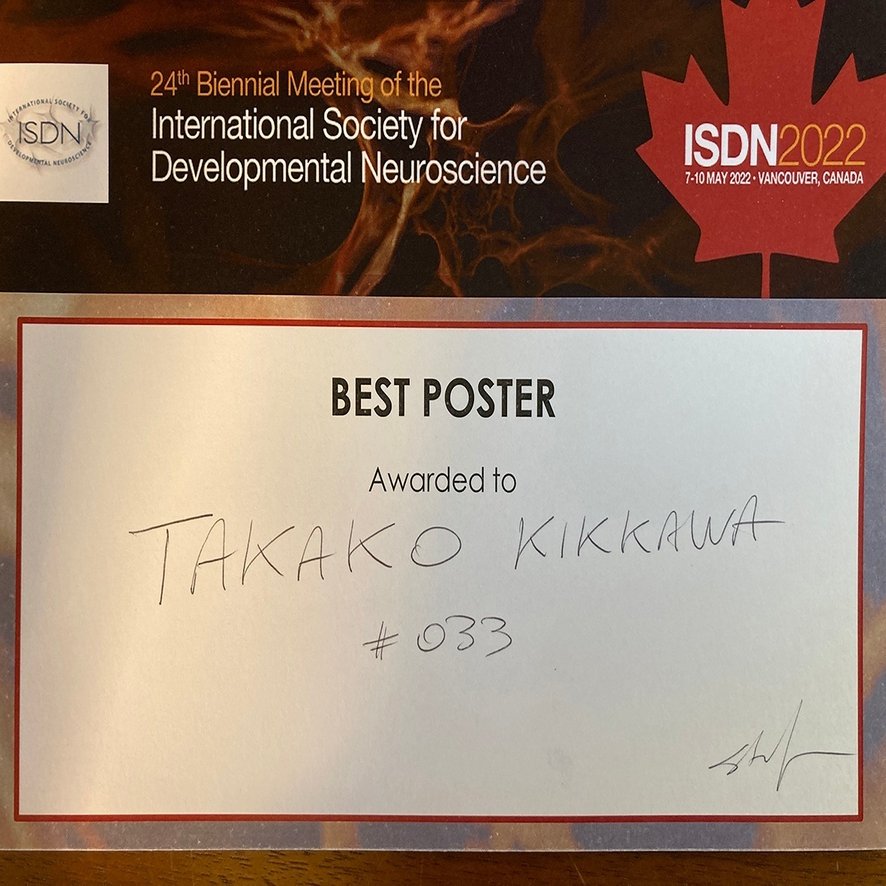 INTERNATIONAL SOCIETY FOR
ISDN
DEVELOPMENTAL NEUROSCIENCE
24th Biennial Meeting of the
International Society for
Developmental Neuroscience
ISDN2022
7-10 MAY 2022 • VANCOUVER, CANADA
BEST POSTER
Awarded to
TAKAKO KIKKAWA
#033